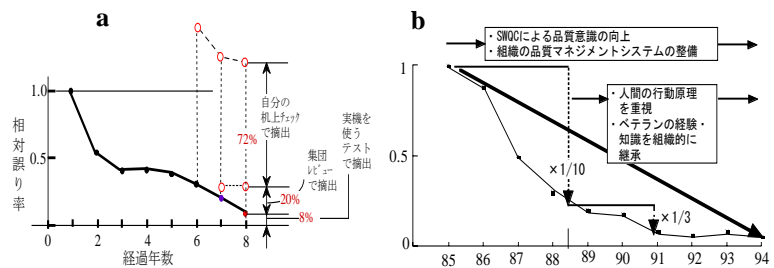 a
1.0
0.5
相対誤り率
0
2
4
6
8
経過年数
自分の
机上チェック
で摘出
72%
集団
レビュー
で摘出
20%
8%
実機を
使う
テスト
で摘出
b
・SWQCによる品質意識の向上
・組織の品質マネジメントシステムの整備
・人間の行動原理
を重視
・ベテランの経験・
知識を組織的に
継承
1
0.5
0
×1/10
×1/3
85
86
87
88
89
90
91
92
93
94